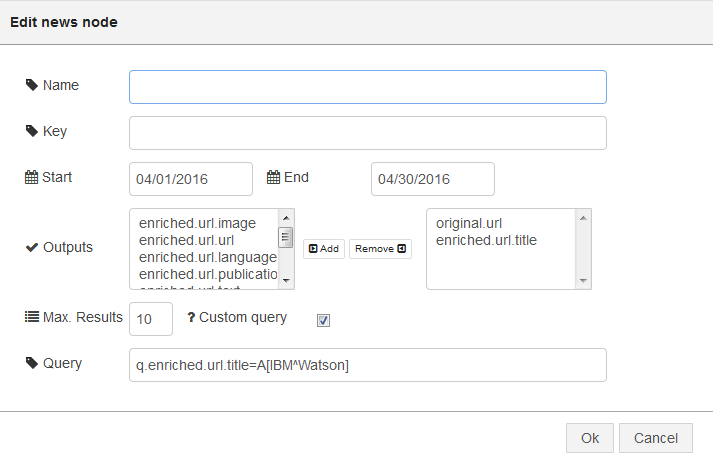 Edit news node
Name
Key
Start 04/01/2016 End 04/30/2016
enriched.url.image
enriched.url.url
enriched.url.language
enriched.url.publicatio
Outputs
Add Remove
original.url
enriched.url.title
Max. Results 10 ? Custom query
Query q.enriched.url.title=A[IBM^Watson]
Ok Cancel